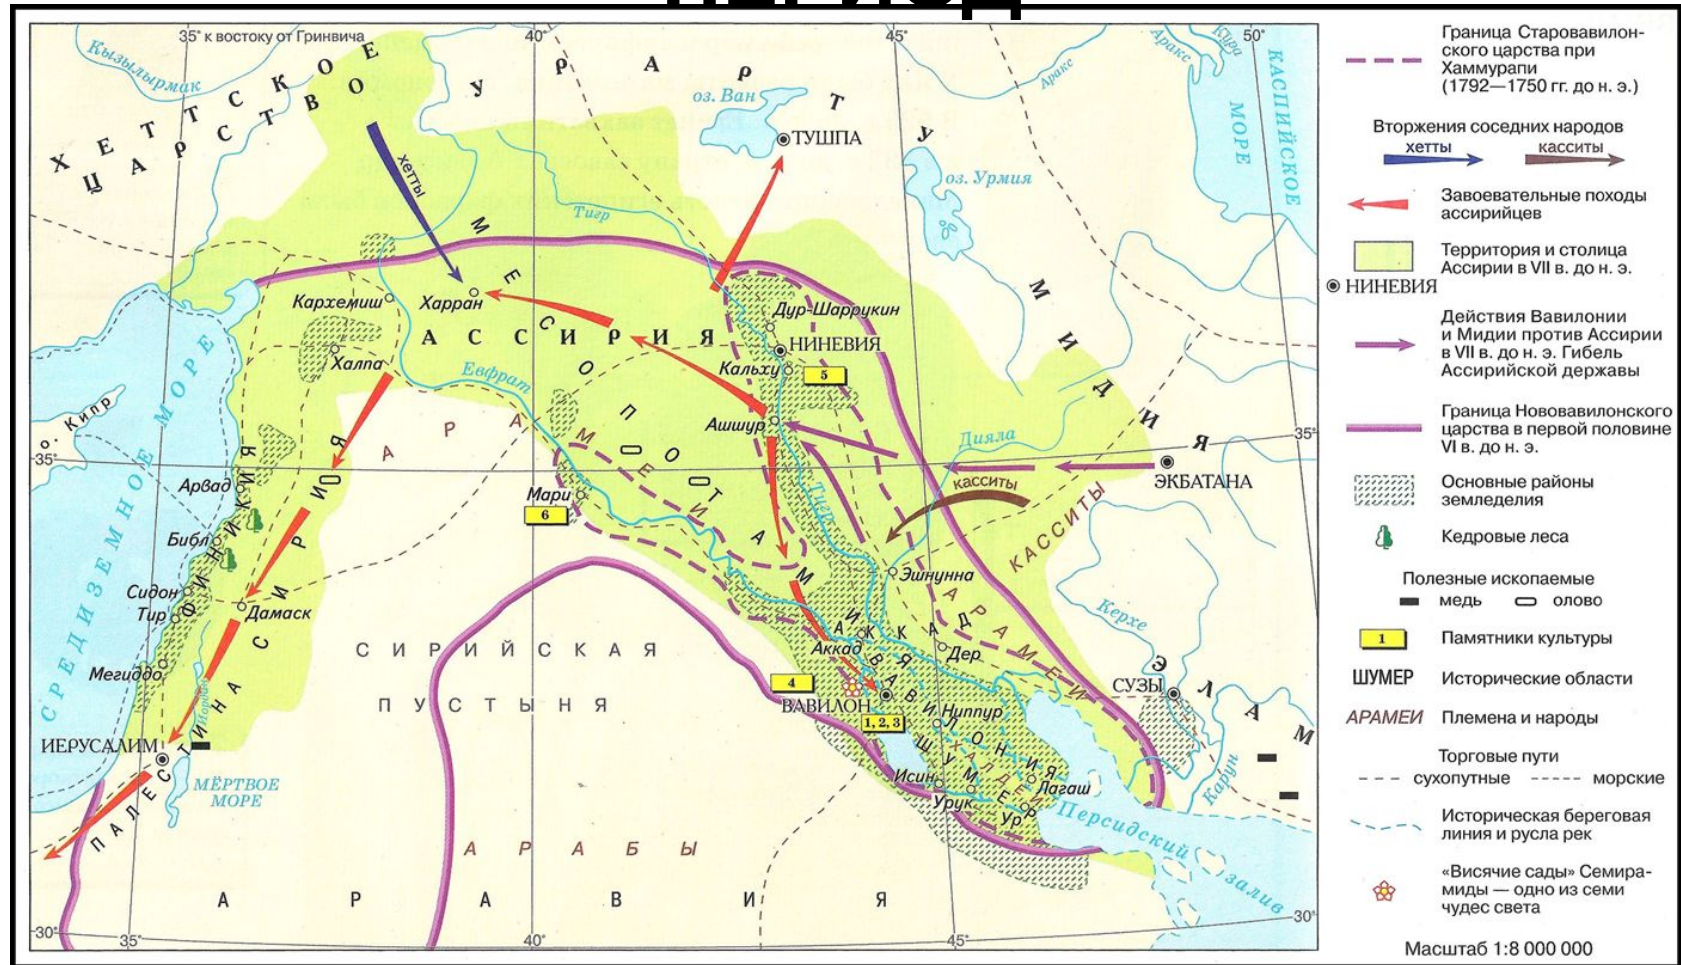 ПЕРИОД
35° к востоку от Гринвича
40°
45°
50°
Кызылырмак
ХЕТТСКОЕ
ЦАРСТВО
УРАРТУ
оз. Ван
ТУШПА
Аракс
Аракс
Кура
КАСПИЙСКОЕ
МОРЕ
оз. Урмия
хетты
Тигр
МЕСОПОТАМИЯ
МИДИЯ
Кархемиш
Харран
АССИРИЯ
Дур-Шаррукин
НИНЕВИЯ
Кальху
5
Халпа
Евфрат
Ашшур
о. Кипр
СРЕДИЗЕМНОЕ МОРЕ
АРАМЕИ
Дияла
35°
35°
ЭКБАТАНА
касситы
КАССИТЫ
Арвад
ФИНИКИЯ
СИРИЯ
Мари
6
Тигр
Библ
Сидон
Тир
Дамаск
Эшнунна
АРАМЕИ
Керхе
Мегиддо
Иордан
СИРИЙСКАЯ
ПУСТЫНЯ
АККАД
Аккад
Дер
ВАВИЛОНИЯ
4
ВАВИЛОН
1, 2, 3
Ниппур
СУЗЫ
ЭЛАМ
ИЕРУСАЛИМ
ПАЛЕСТИНА
МЁРТВОЕ
МОРЕ
ШУМЕР
ХАЛДЕИ
Исин
Урук
Ур
Лагаш
Карун
Персидский
залив
АРАБЫ
АРАВИЯ
30°
30°
35°
40°
45°
Граница Старовавилон-
ского царства при
Хаммурапи
(1792—1750 гг. до н. э.)
Вторжения соседних народов
хетты касситы
Завоевательные походы
ассирийцев
Территория и столица
Ассирии в VII в. до н. э.
НИНЕВИЯ
Действия Вавилонии
и Мидии против Ассирии
в VII в. до н. э. Гибель
Ассирийской державы
Граница Нововавилонского
царства в первой половине
VI в. до н. э.
Основные районы
земледелия
Кедровые леса
Полезные ископаемые
медь олово
1 Памятники культуры
ШУМЕР Исторические области
АРАМЕИ Племена и народы
Торговые пути
сухопутные морские
Историческая береговая
линия и русла рек
«Висячие сады» Семира-
миды — одно из семи
чудес света
Масштаб 1:8 000 000